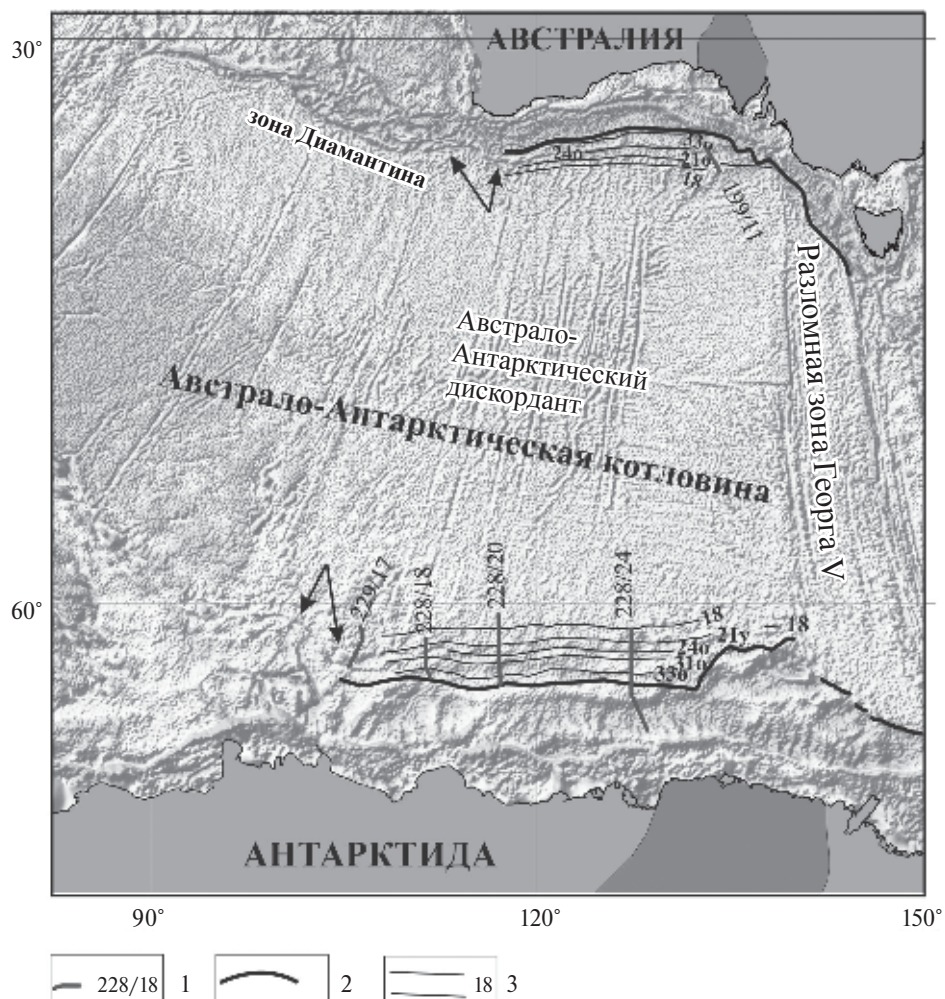 30°
АВСТРАЛИЯ
зона Диамантина
33о
24о
21о
18
199/11
Разломная зона Георга V
Австрало-
Антарктический
дискордант
Австрало-Антарктическая котловина
60°
229/17
228/18
228/20
228/24
18
18
21у
24о
31о
33о
АНТАРКТИДА
90°
120°
150°
228/18 1
2
18 3